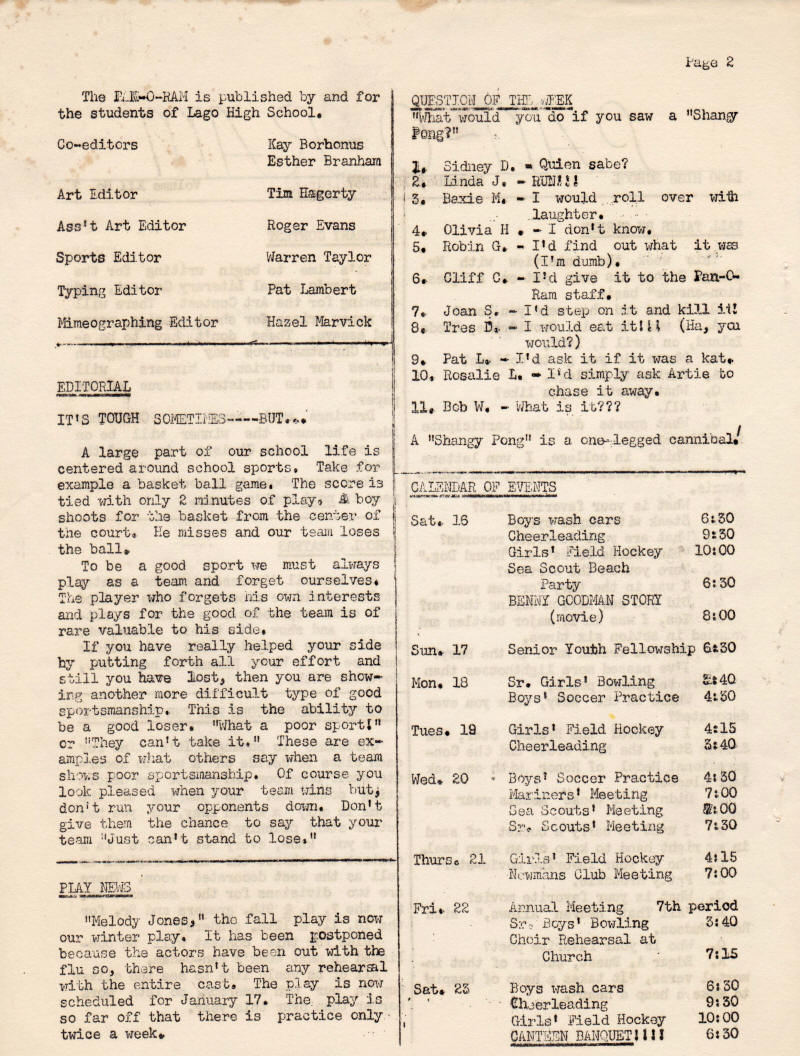 Page 2
The PAN-O-RAM is published by and for
the students of Lago High School.
Co-editors Kay Borhonus
Esther Branham
Art Editor Tim Hagerty
Ass't Art Editor Roger Evans
Sports Editor Warren Taylor
Typing Editor Pat Lambert
Mimeographing Editor Hazel Marvick
EDITORIAL
IT'S TOUGH SOMETIMES----BUT...
A large part of our school life is
centered around school sports. Take for
example a basket ball game. The score is
tied with only 2 minutes of play. A boy
shoots for the basket from the center of
the court. He misses and our team loses
the ball.
To be a good sport we must always
play as a team and forget ourselves.
The player who forgets his own interests
and plays for the good of the team is of
rare valuable to his side.
If you have really helped your side
by putting forth all your effort and
still you have lost, then you are show-
ing another more difficult type of good
sportsmanship. This is the ability to
be a good loser. "What a poor sport!"
or "They can't take it." These are ex-
amples of what others say when a team
shows poor sportsmanship. Of course you
look pleased when your team wins but,
don't run your opponents down. Don't
give them the chance to say that your
team "Just can't stand to lose."
PLAY NEWS
"Melody Jones," the fall play is now
our winter play. It has been postponed
because the actors have been out with the
flu so, there hasn't been any rehearsal
with the entire cast. The play is now
scheduled for January 17. The play is
so far off that there is practice only
twice a week.
QUESTION OF THE WEEK
"What would you do if you saw a "Shangy
Pong?"
1. Sidney D. - Quien sabe?
2. Linda J. - RUN!!!
3. Baxie M. - I would roll over with
laughter.
4. Olivia H . - I don't know.
5. Robin G. - I'd find out what it was
(I'm dumb).
6. Cliff C. - I'd give it to the Pan-O-
Ram staff.
7. Joan S. - I'd step on it and kill it!
8. Tres D. - I would eat it!!! (Ha, you
would?)
9. Pat L. - I'd ask it if it was a kat.
10. Rosalie L. - I'd simply ask Artie to
chase it away.
11. Bob W. - What is it???
A "Shangy Pong" is a one-legged cannibal!
CALENDAR OF EVENTS
Sat. 16 Boys wash cars 6:30
Cheerleading 9:30
Girls' Field Hockey 10:00
Sea Scout Beach
Party 6:30
BENNY GOODMAN STORY
(movie) 8:00
Sun. 17 Senior Youth Fellowship 6:30
Mon. 18 Sr. Girls' Bowling :40
Boys' Soccer Practice 4:30
Tues. 19 Girls' Field Hockey 4:15
Cheerleading 3:40
Wed. 20 Boys' Soccer Practice 4:30
Mariners' Meeting 7:00
Sea Scouts' Meeting :00
Sr. Scouts' Meeting 7:30
Thurs. 21 Girls' Field Hockey 4:15
Newmans Club Meeting 7:00
Fri. 22 Annual Meeting 7th period
Sr. Boys' Bowling 3:40
Choir Rehearsal at
Church 7:15
Sat. 23 Boys wash cars 6:30
Cheerleading 9:30
Girls' Field Hockey 10:00
CANTEEN BANQUET!!!! 6:30